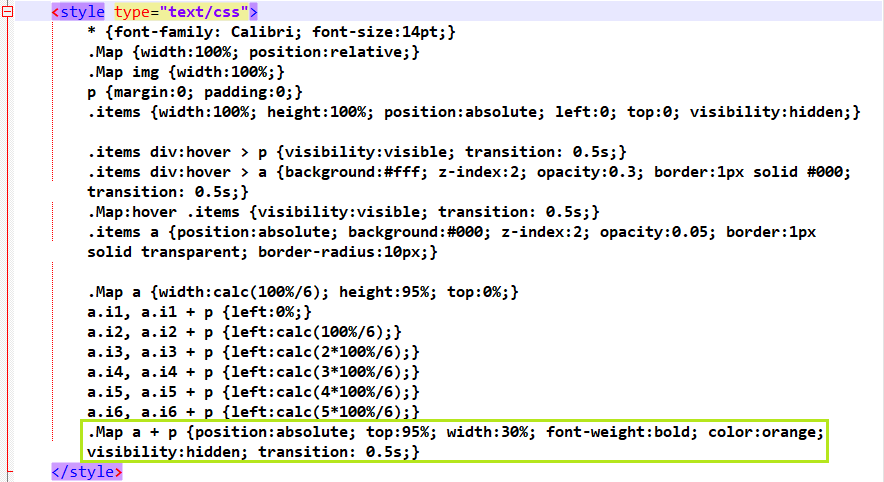 <style type="text/css">
* {font-family: Calibri; font-size:14pt;}
.Map {width:100%; position:relative;}
.Map img {width:100%;}
p {margin:0; padding:0;}
.items {width:100%; height:100%; position:absolute; left:0; top:0; visibility:hidden;}
.items div:hover > p {visibility:visible; transition: 0.5s;}
.items div:hover > a {background:#fff; z-index:2; opacity:0.3; border:1px solid #000;
transition: 0.5s;}
.Map:hover .items {visibility:visible; transition: 0.5s;}
.items a {position:absolute; background:#000; z-index:2; opacity:0.05; border:1px
solid transparent; border-radius:10px;}
.Map a {width:calc(100%/6); height:95%; top:0%;}
a.i1, a.i1 + p {left:0%;}
a.i2, a.i2 + p {left:calc(100%/6);}
a.i3, a.i3 + p {left:calc(2*100%/6);}
a.i4, a.i4 + p {left:calc(3*100%/6);}
a.i5, a.i5 + p {left:calc(4*100%/6);}
a.i6, a.i6 + p {left:calc(5*100%/6);}
.Map a + p {position:absolute; top:95%; width:30%; font-weight:bold; color:orange;
visibility:hidden; transition: 0.5s;}
</style>